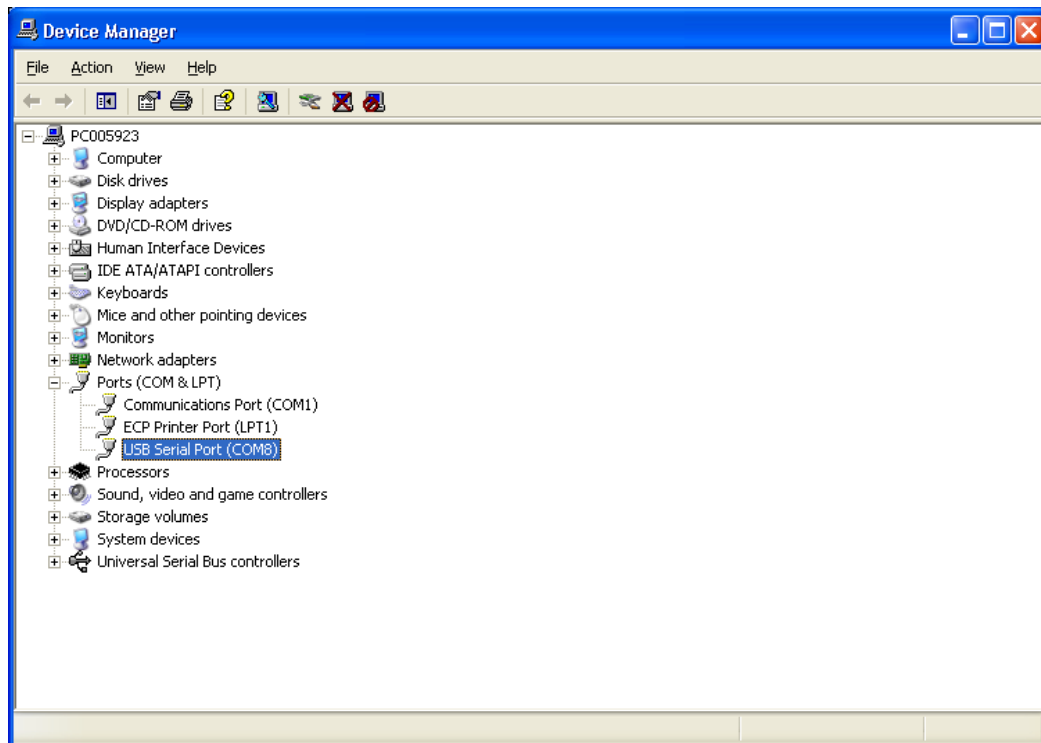 Device Manager
File Action View Help
PC005923
Computer
Disk drives
Display adapters
DVD/CD-ROM drives
Human Interface Devices
IDE ATA/ATAPI controllers
Keyboards
Mice and other pointing devices
Monitors
Network adapters
Ports (COM & LPT)
Communications Port (COM1)
ECP Printer Port (LPT1)
USB Serial Port (COM8)
Processors
Sound, video and game controllers
Storage volumes
System devices
Universal Serial Bus controllers